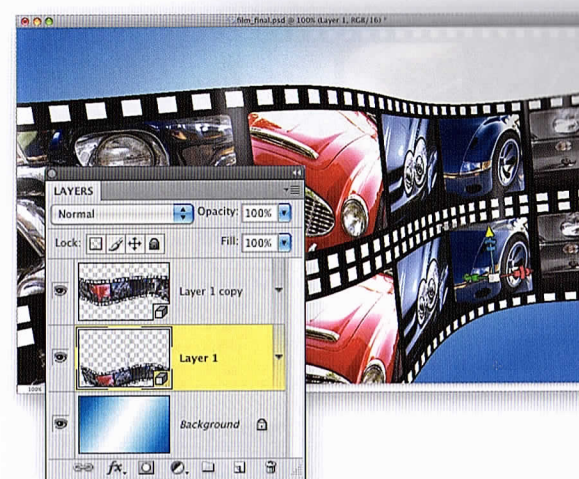 film_final.psd @ 100% (Layer 1, RGB/16) *
LAYERS
Normal
Opacity: 100%
Lock:
Fill: 100%
Layer 1 copy
Layer 1
Background
fx.